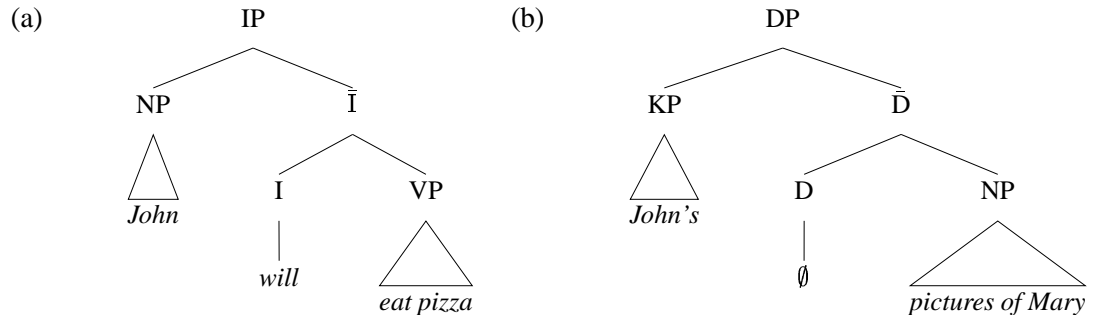 (a) IP (b) DP
NP Ī KP D̄
John I VP John's D NP
will eat pizza ∅ pictures of Mary